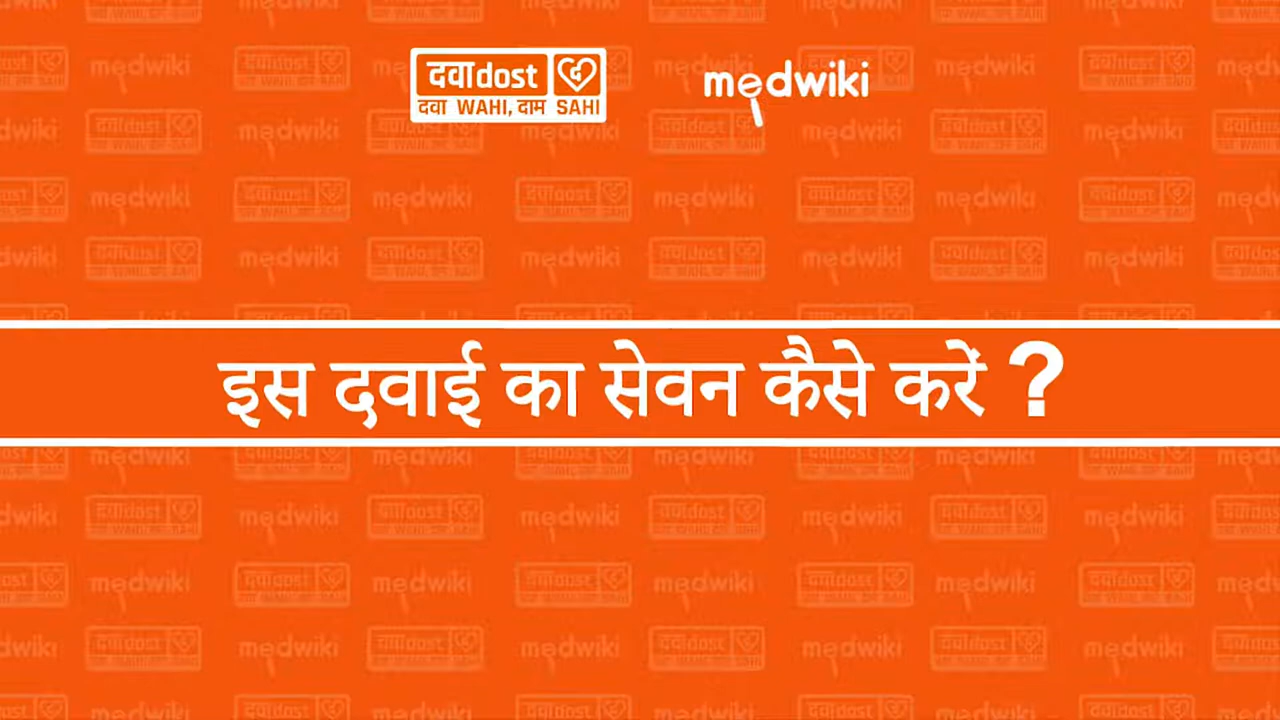 दवाdost
दवा WAHI, दाम SAHI
medwiki
इस दवाई का सेवन कैसे करें ?